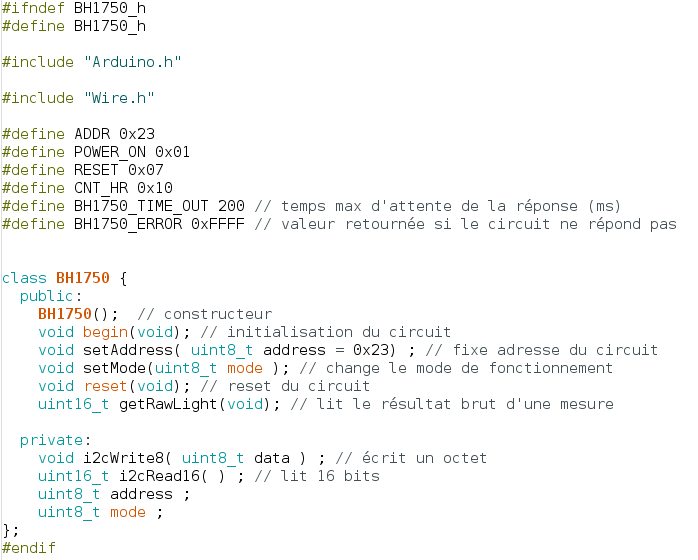 #ifndef BH1750_h
#define BH1750_h
#include "Arduino.h"
#include "Wire.h"
#define ADDR 0x23
#define POWER_ON 0x01
#define RESET 0x07
#define CNT_HR 0x10
#define BH1750_TIME_OUT 200 // temps max d'attente de la réponse (ms)
#define BH1750_ERROR 0xFFFF // valeur retournée si le circuit ne répond pas
class BH1750 {
  public:
    BH1750();  // constructeur
    void begin(void); // initialisation du circuit
    void setAddress( uint8_t address = 0x23) ; // fixe adresse du circuit
    void setMode(uint8_t mode ); // change le mode de fonctionnement
    void reset(void); // reset du circuit
    uint16_t getRawLight(void); // lit le résultat brut d'une mesure
  private:
    void i2cWrite8( uint8_t data ) ; // écrit un octet
    uint16_t i2cRead16( ) ; // lit 16 bits
    uint8_t address ;
    uint8_t mode ;
};
#endif